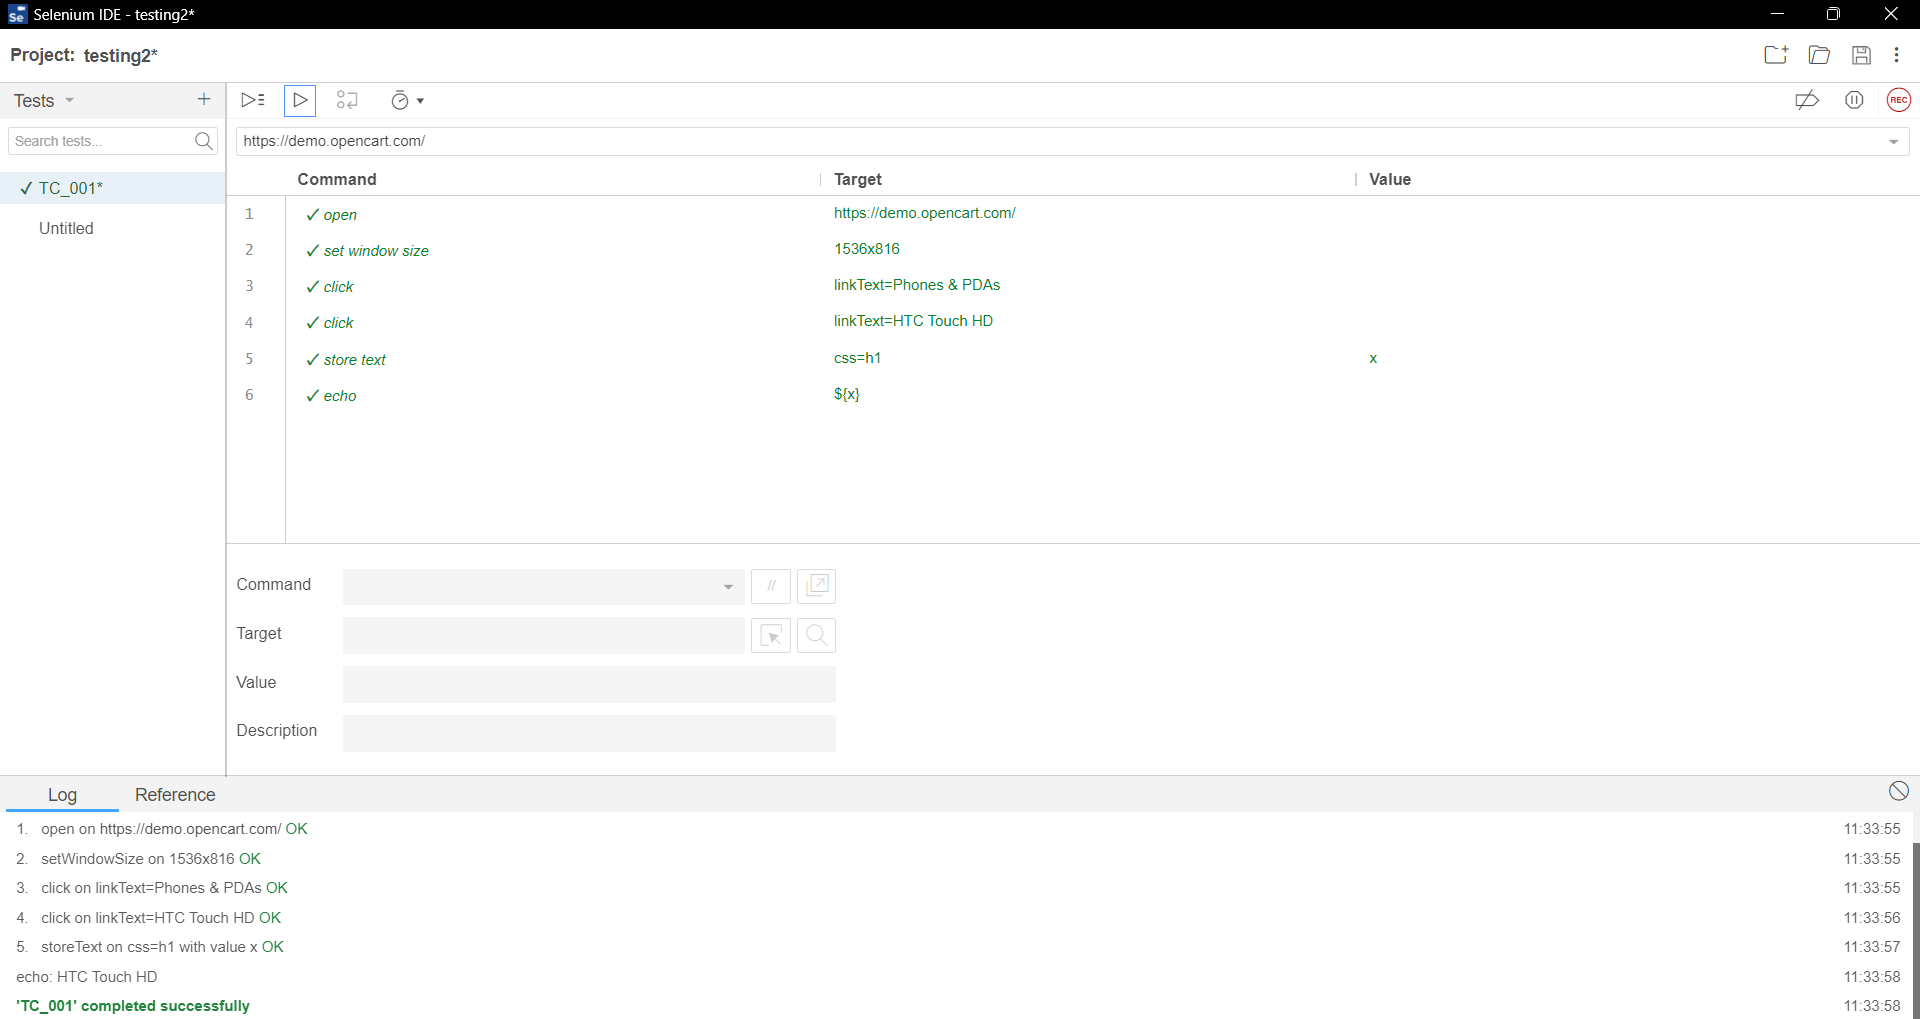 Selenium IDE - testing2*
Project: testing2*
Tests
REC
Search tests...
https://demo.opencart.com/
Command Target Value
✓ TC_001*
Untitled
1 ✓ open https://demo.opencart.com/
2 ✓ set window size 1536x816
3 ✓ click linkText=Phones & PDAs
4 ✓ click linkText=HTC Touch HD
5 ✓ store text css=h1 x
6 ✓ echo ${x}
Command //
Target
Value
Description
Log Reference
1. open on https://demo.opencart.com/ OK 11:33:55
2. setWindowSize on 1536x816 OK 11:33:55
3. click on linkText=Phones & PDAs OK 11:33:55
4. click on linkText=HTC Touch HD OK 11:33:56
5. storeText on css=h1 with value x OK 11:33:57
echo: HTC Touch HD 11:33:58
'TC_001' completed successfully 11:33:58